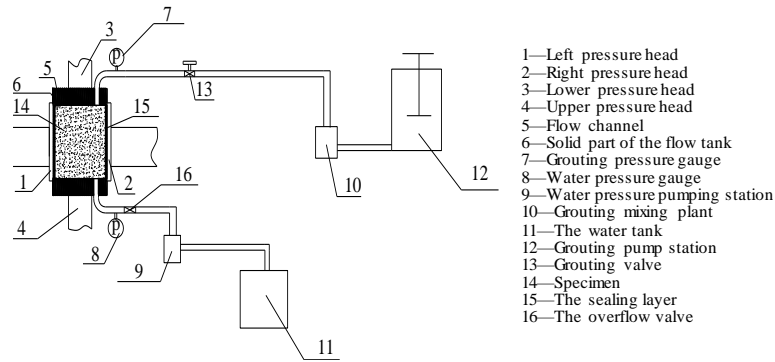 3
7
P
5
6
14
15
13
1
2
16
10
12
4
P
8
9
11
1—Left pressure head
2—Right pressure head
3—Lower pressure head
4—Upper pressure head
5—Flow channel
6—Solid part of the flow tank
7—Grouting pressure gauge
8—Water pressure gauge
9—Water pressure pumping station
10—Grouting mixing plant
11—The water tank
12—Grouting pump station
13—Grouting valve
14—Specimen
15—The sealing layer
16—The overflow valve